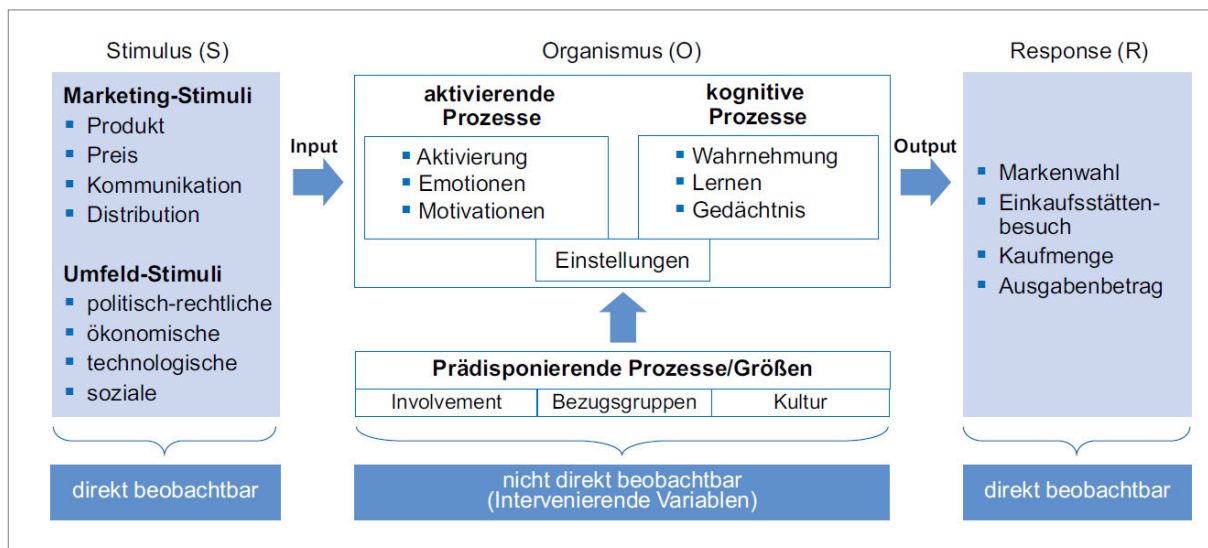 Stimulus (S)
Marketing-Stimuli
Produkt
Preis
Kommunikation
Distribution
Umfeld-Stimuli
politisch-rechtliche
ökonomische
technologische
soziale
direkt beobachtbar
Input
Organismus (O)
aktivierende
Prozesse
Aktivierung
Emotionen
Motivationen
kognitive
Prozesse
Wahrnehmung
Lernen
Gedächtnis
Einstellungen
Prädisponierende Prozesse/Größen
Involvement
Bezugsgruppen
Kultur
nicht direkt beobachtbar
(Intervenierende Variablen)
Output
Response (R)
Markenwahl
Einkaufsstätten-
besuch
Kaufmenge
Ausgabenbetrag
direkt beobachtbar